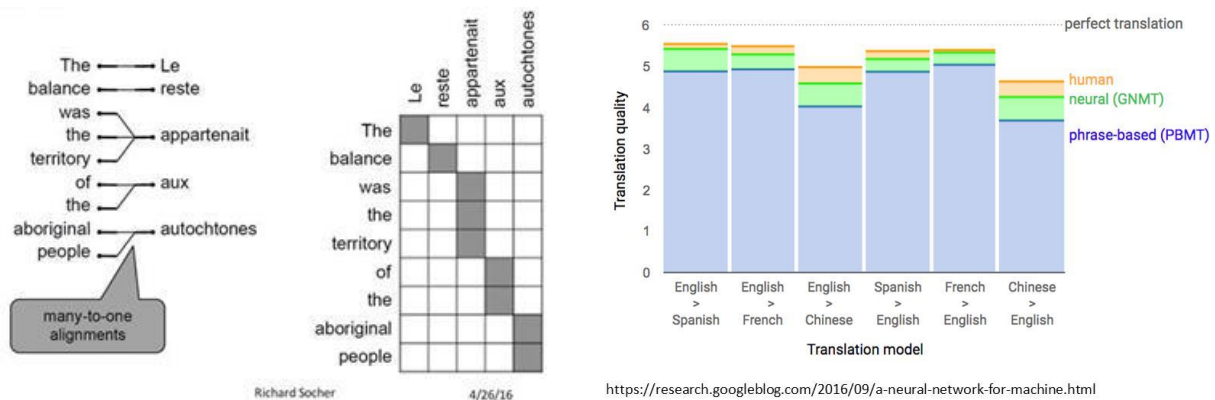 The
Le
balance
reste
was
the
appartenait
territory
of
aux
the
aboriginal
autochtones
people
many-to-one
alignments
Le
reste
appartenait
aux
autochtones
The
balance
was
the
territory
of
the
aboriginal
people
Richard Socher
4/26/16
Translation quality
6
5
4
3
2
1
0
perfect translation
human
neural (GNMT)
phrase-based (PBMT)
English
>
Spanish
English
>
French
English
>
Chinese
Spanish
>
English
French
>
English
Chinese
>
English
Translation model
https://research.googleblog.com/2016/09/a-neural-network-for-machine.html